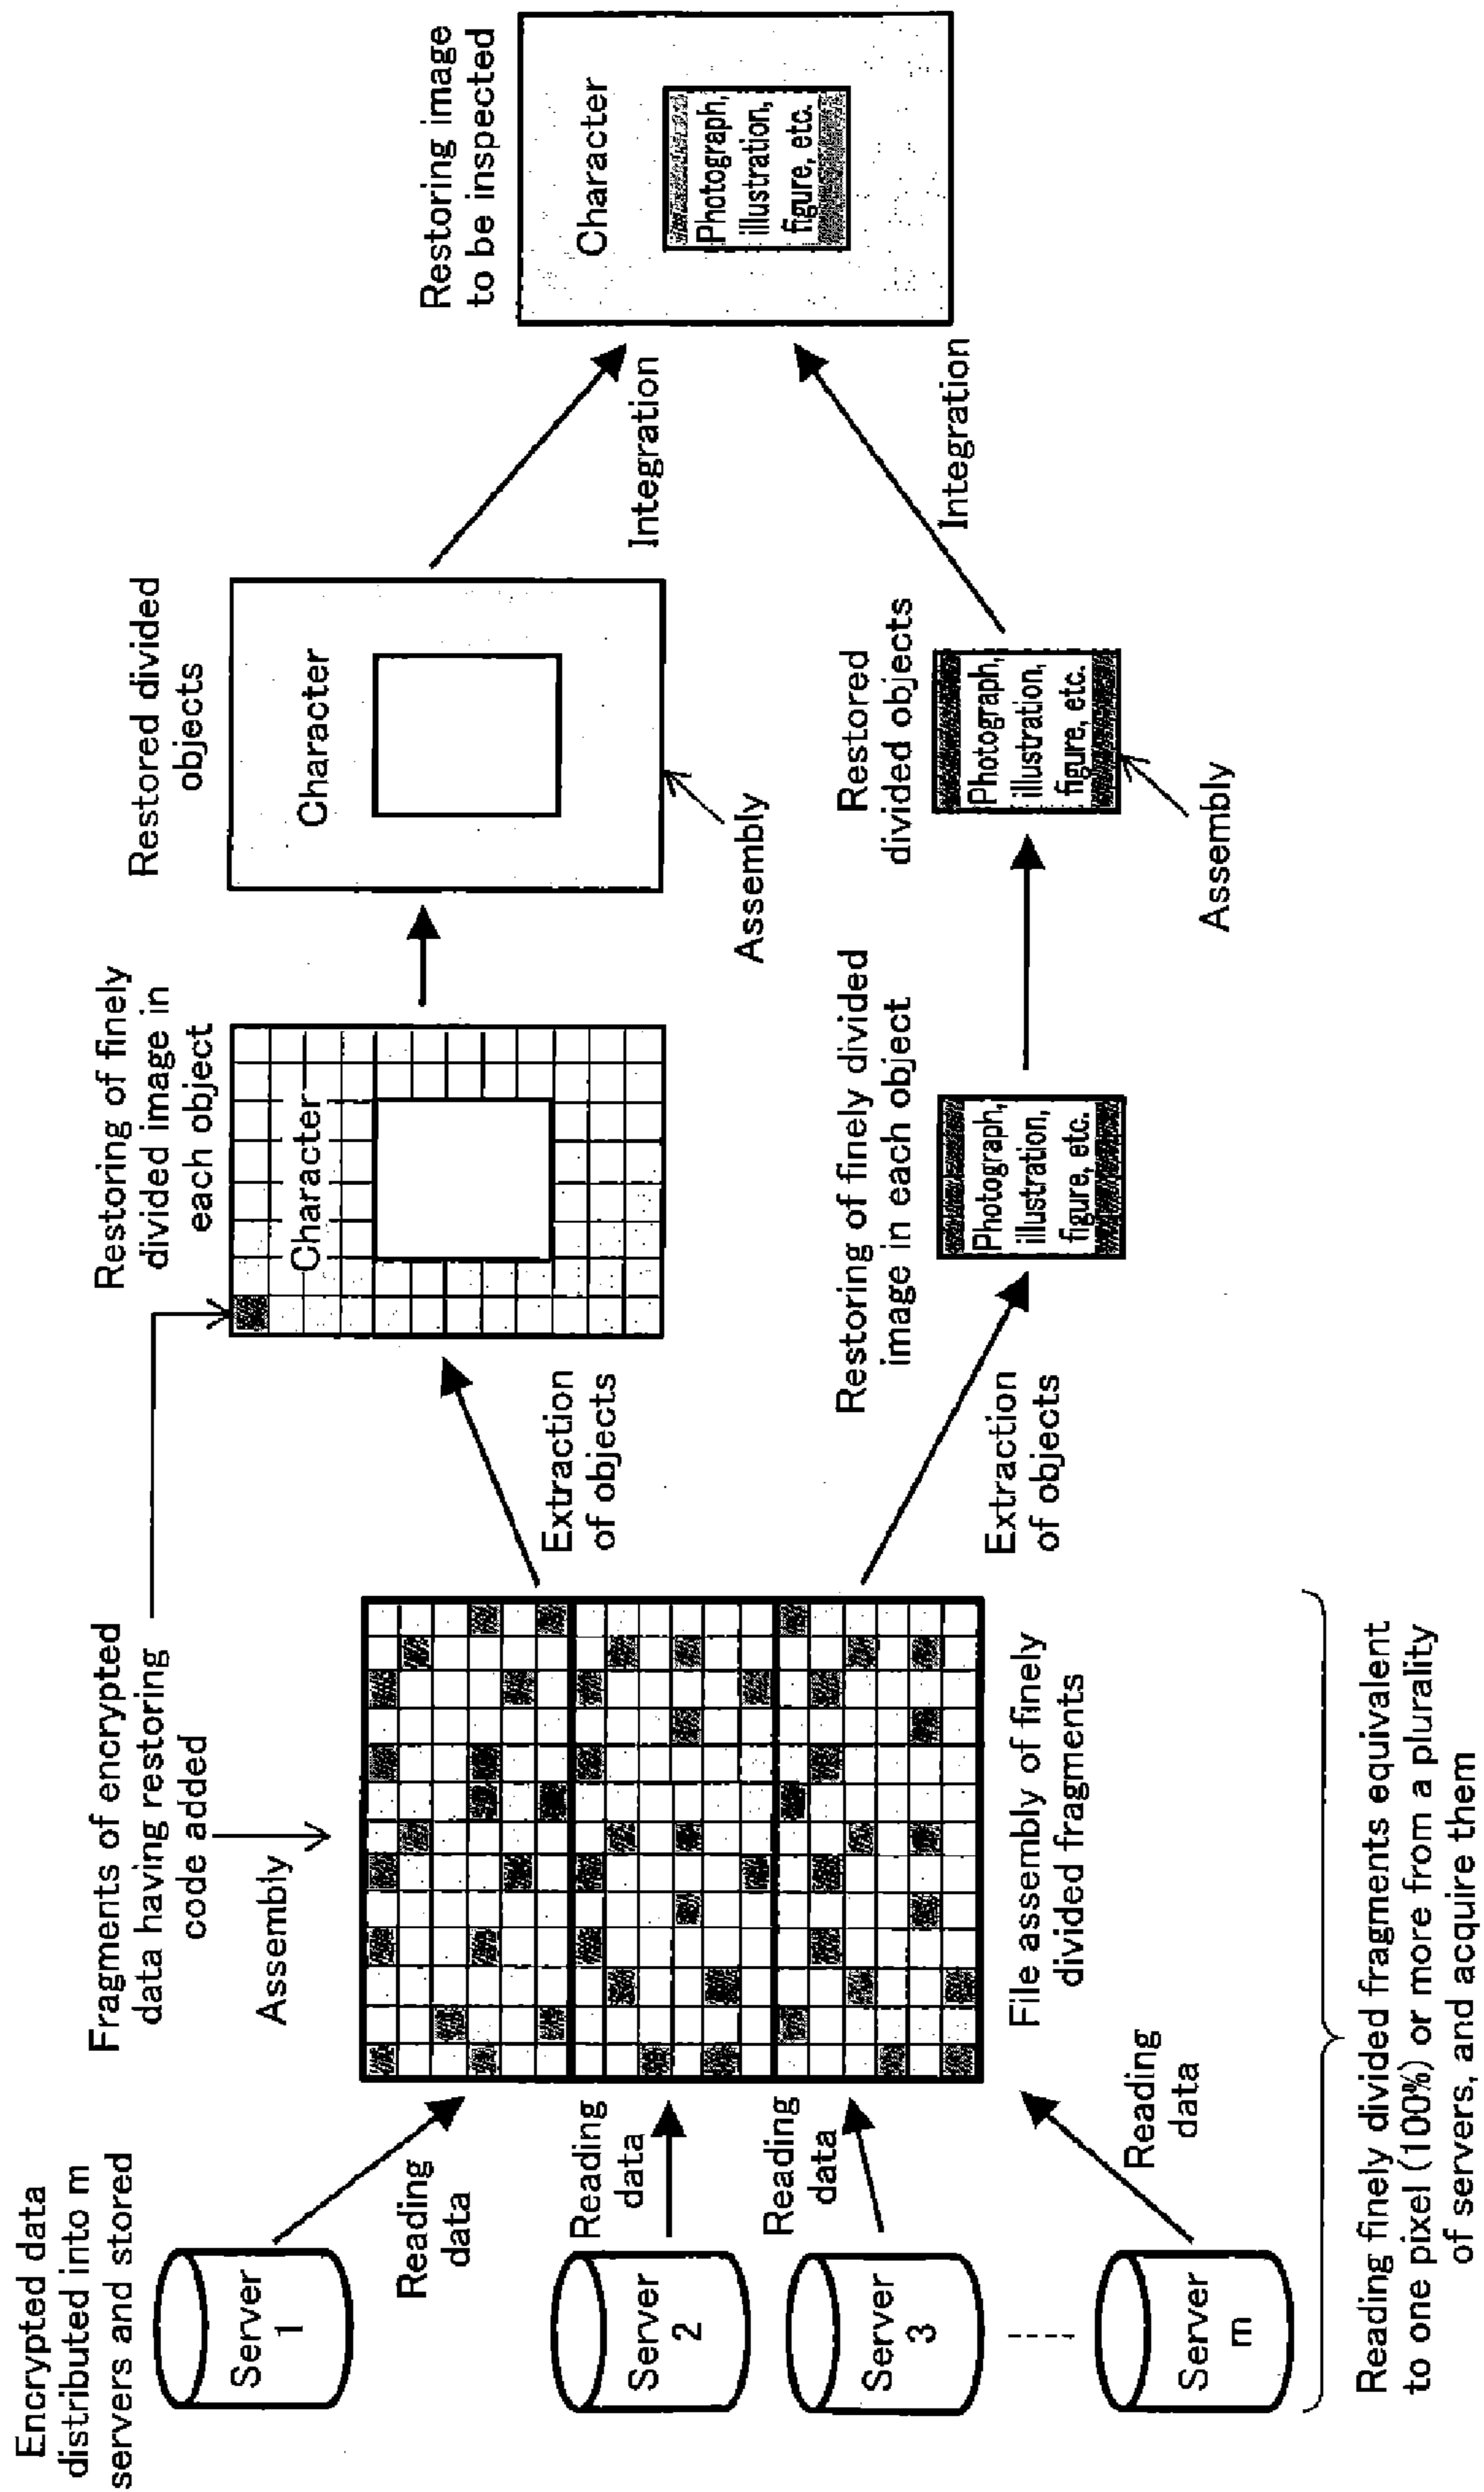 Encrypted data
distributed into m
servers and stored
Server
1
Server
2
Server
3
Server
m
Reading
data
Reading
data
Reading
data
Reading
data
Fragments of encrypted
data having restoring
code added
Assembly
File assembly of finely
divided fragments
Reading finely divided fragments equivalent
to one pixel (100%) or more from a plurality
of servers, and acquire them
Extraction
of objects
Extraction
of objects
Restoring of finely
divided image in
each object
Character
Restoring of finely divided
image in each object
Photograph,
illustration,
figure, etc.
Restored divided
objects
Character
Assembly
Restored
divided objects
Photograph,
illustration,
figure, etc.
Assembly
Integration
Integration
Restoring image
to be inspected
Character
Photograph,
illustration,
figure, etc.